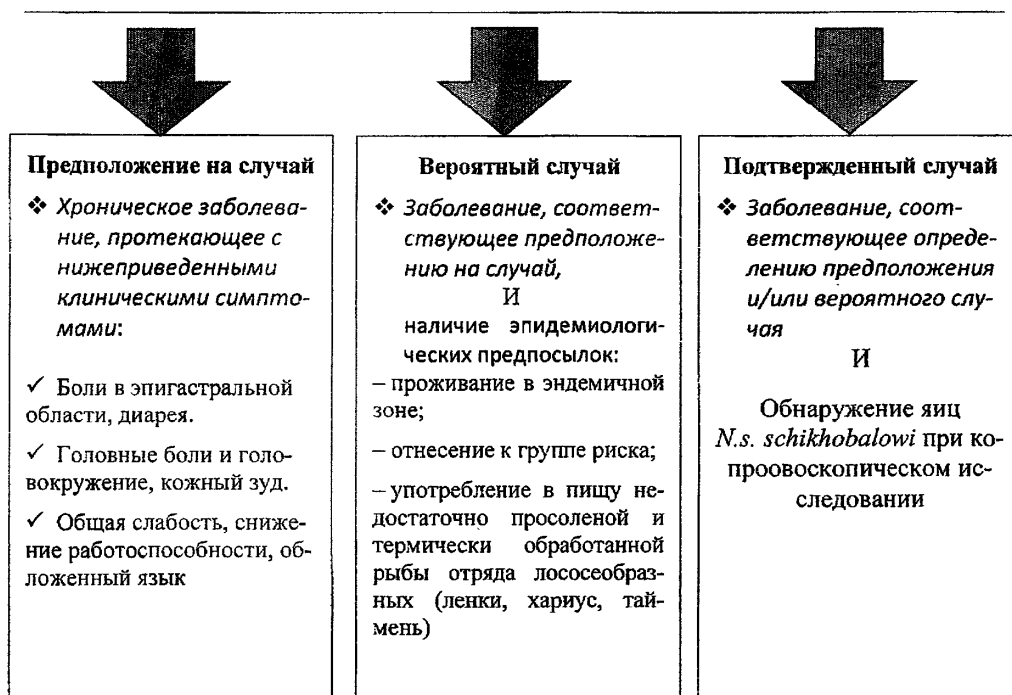 Предположение на случай
❖ Хроническое заболева-
ние, протекающее с
нижеприведенными
клиническими симпто-
мами:
✓ Боли в эпигастральной
области, диарея.
✓ Головные боли и голо-
вокружение, кожный зуд.
✓ Общая слабость, сниже-
ние работоспособности, об-
ложенный язык
Вероятный случай
❖ Заболевание, соответ-
ствующее предположе-
нию на случай,
И
наличие эпидемиологи-
ческих предпосылок:
– проживание в эндемичной
зоне;
– отнесение к группе риска;
– употребление в пищу не-
достаточно просоленой и
термически обработанной
рыбы отряда лососеобраз-
ных (ленки, хариус, тай-
мень)
Подтвержденный случай
❖ Заболевание, соот-
ветствующее опреде-
лению предположения
и/или вероятного слу-
чая
И
Обнаружение яиц
N.s. schikhobalowi при ко-
проовоскопическом ис-
следовании